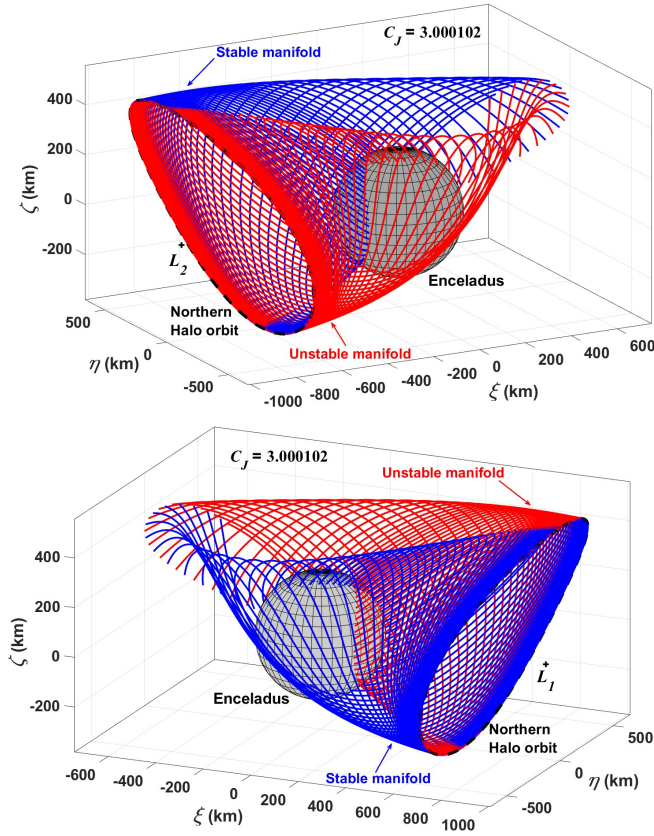 Stable manifold
C_J = 3.000102
400
200
0
-200
ζ (km)
L_2
Northern
Halo orbit
Enceladus
Unstable manifold
500
0
-500
η (km)
-1000
-800
-600
-400
-200
0
200
400
600
ξ (km)
C_J = 3.000102
Unstable manifold
400
200
0
-200
ζ (km)
Enceladus
L_1
Northern
Halo orbit
Stable manifold
-600
-400
-200
0
200
400
600
800
1000
ξ (km)
500
0
-500
η (km)